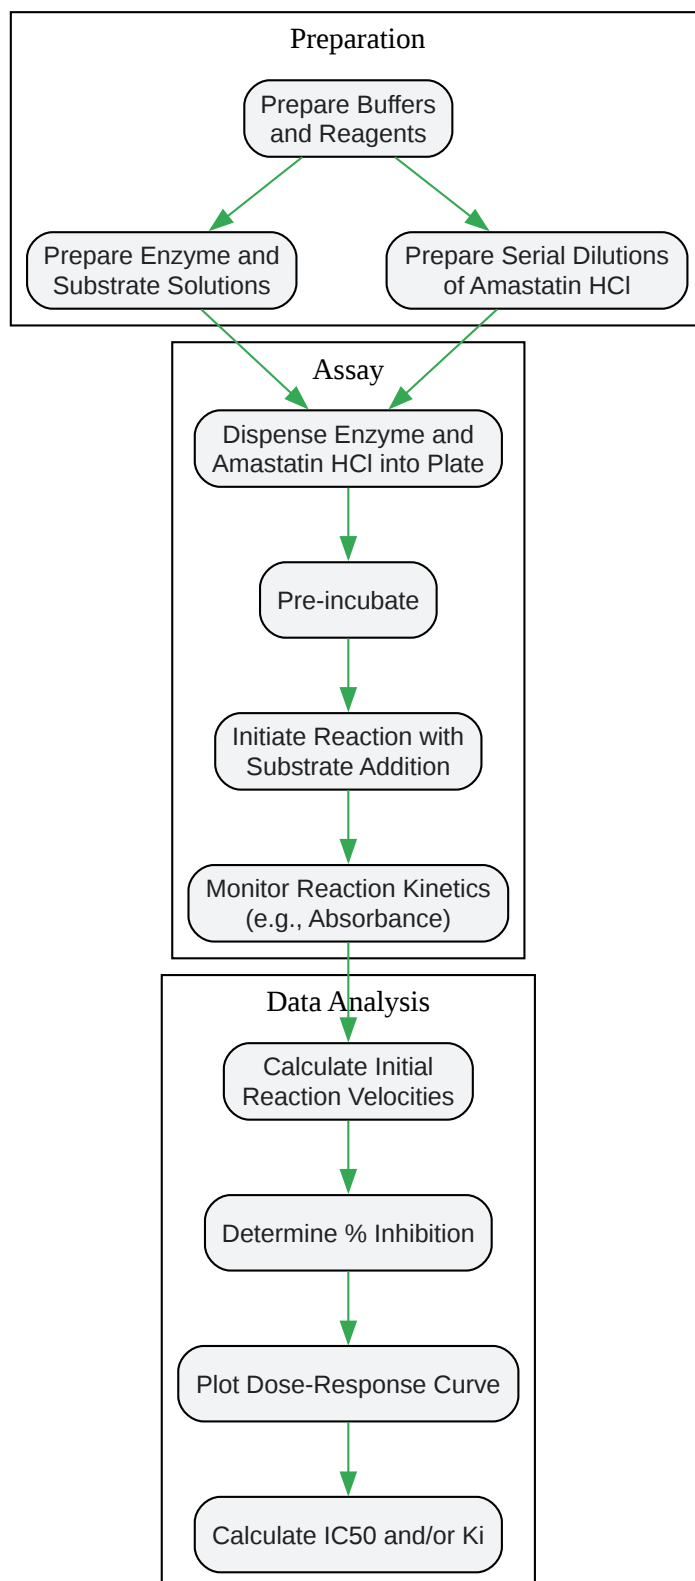 Preparation
Prepare Buffers
and Reagents
Prepare Enzyme and
Substrate Solutions
Prepare Serial Dilutions
of Amastatin HCl
Assay
Dispense Enzyme and
Amastatin HCl into Plate
Pre-incubate
Initiate Reaction with
Substrate Addition
Monitor Reaction Kinetics
(e.g., Absorbance)
Data Analysis
Calculate Initial
Reaction Velocities
Determine % Inhibition
Plot Dose-Response Curve
Calculate IC50 and/or Ki